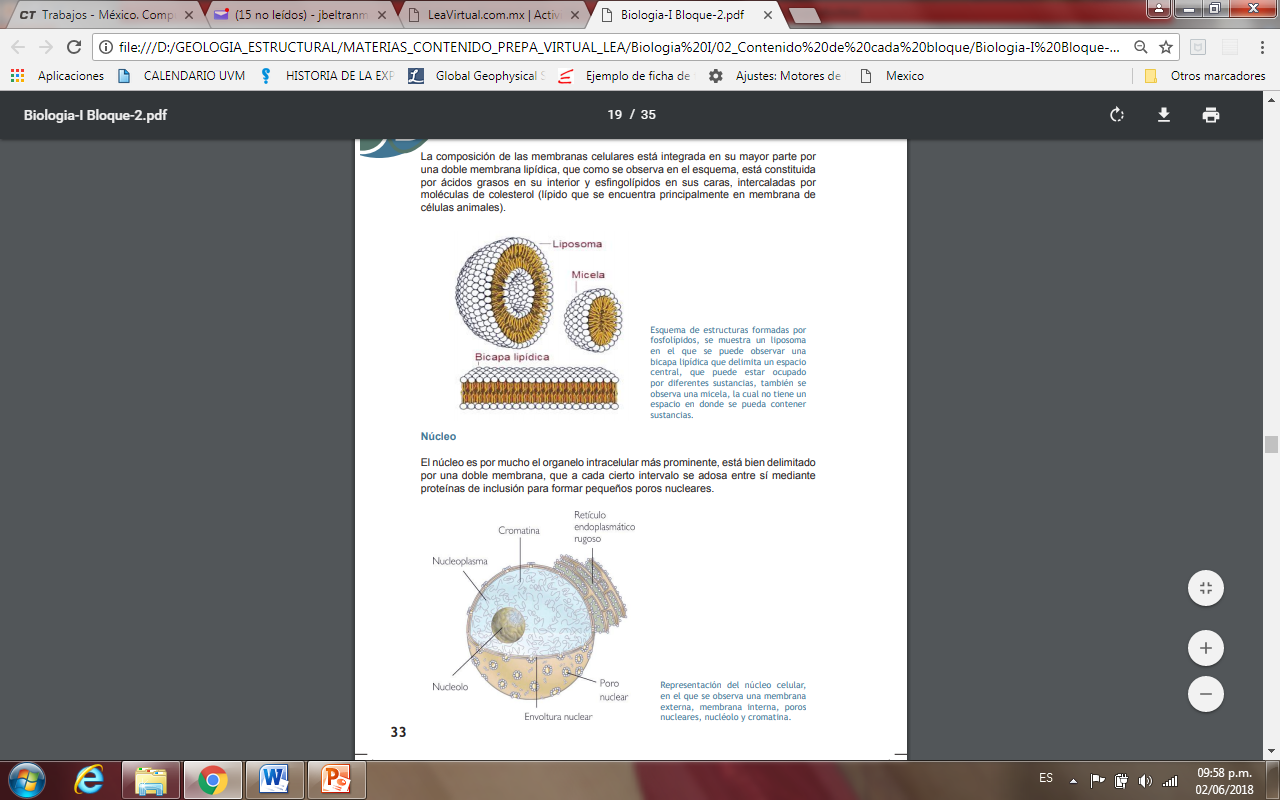 CT Trabajos - México. Comp
(15 no leídos) - jbeltranm
LeaVirtual.com.mx | Activi
Biologia-I Bloque-2.pdf
file:///D:/GEOLOGIA_ESTRUCTURAL/MATERIAS_CONTENIDO_PREPA_VIRTUAL_LEA/Biologia%20I/02_Contenido%20de%20cada%20bloque/Biologia-I%20Bloque-...
Aplicaciones
CALENDARIO UVM
HISTORIA DE LA EXP
Global Geophysical S
Ejemplo de ficha de
Ajustes: Motores de
Mexico
Otros marcadores
Biologia-I Bloque-2.pdf
19 / 35
La composición de las membranas celulares está integrada en su mayor parte por
una doble membrana lipídica, que como se observa en el esquema, está constituida
por ácidos grasos en su interior y esfingolípidos en sus caras, intercaladas por
moléculas de colesterol (lípido que se encuentra principalmente en membrana de
células animales).
Liposoma
Micela
Bicapa lipídica
Esquema de estructuras formadas por
fosfolípidos, se muestra un liposoma
en el que se puede observar una
bicapa lipídica que delimita un espacio
central, que puede estar ocupado
por diferentes sustancias, también se
observa una micela, la cual no tiene un
espacio en donde se pueda contener
sustancias.
Núcleo
El núcleo es por mucho el organelo intracelular más prominente, está bien delimitado
por una doble membrana, que a cada cierto intervalo se adosa entre sí mediante
proteínas de inclusión para formar pequeños poros nucleares.
Retículo
endoplasmático
rugoso
Cromatina
Nucleoplasma
Nucleolo
Poro
nuclear
Envoltura nuclear
Representación del núcleo celular,
en el que se observa una membrana
externa, membrana interna, poros
nucleares, nucléolo y cromatina.
33
ES
09:58 p.m.
02/06/2018